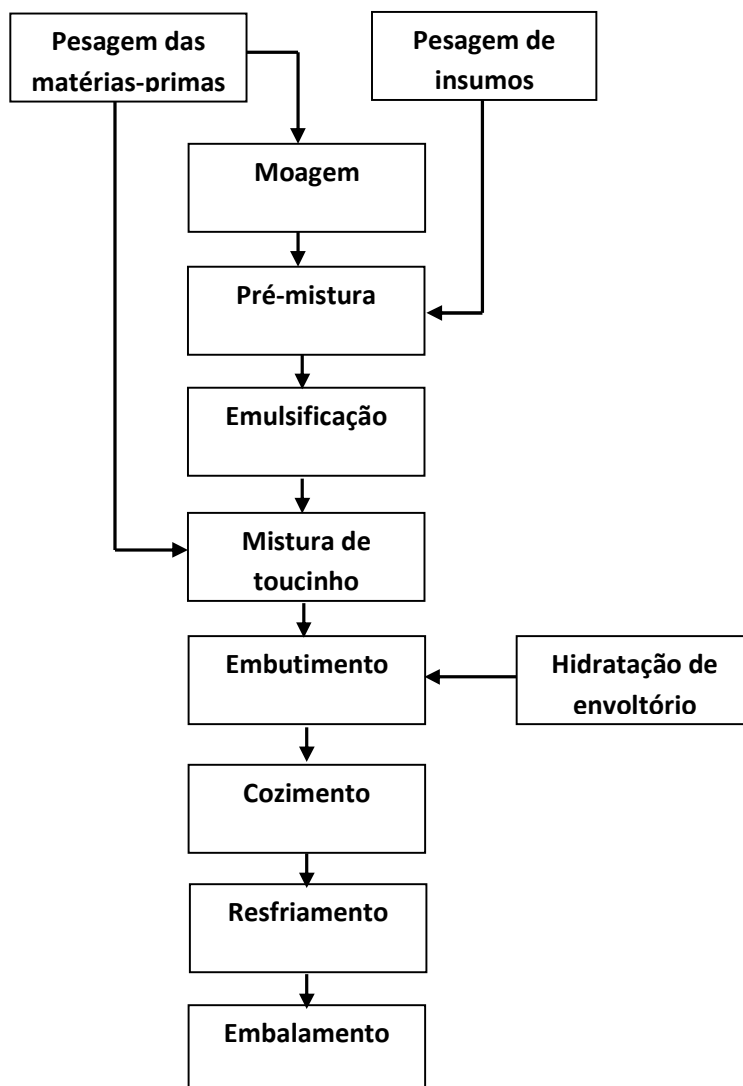 Pesagem das
matérias-primas
Pesagem de
insumos
Moagem
Pré-mistura
Emulsificação
Mistura de
toucinho
Embutimento
Hidratação de
envoltório
Cozimento
Resfriamento
Embalamento